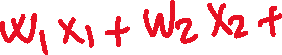 w₁ x₁ + w₂ x₂ +